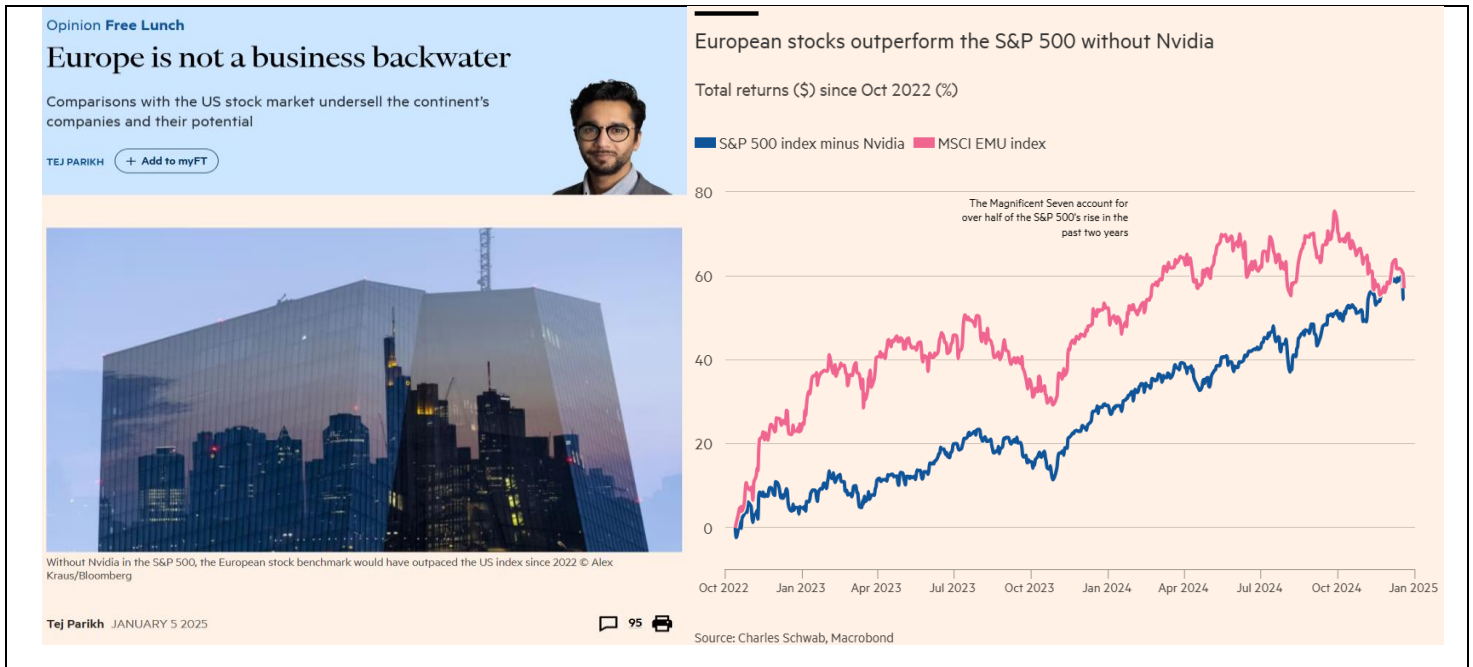 Opinion Free Lunch
Europe is not a business backwater
Comparisons with the US stock market undersell the continent's
companies and their potential
TEJ PARIKH + Add to myFT
Without Nvidia in the S&P 500, the European stock benchmark would have outpaced the US index since 2022 © Alex
Kraus/Bloomberg
Tej Parikh JANUARY 5 2025 95
European stocks outperform the S&P 500 without Nvidia
Total returns ($) since Oct 2022 (%)
S&P 500 index minus Nvidia MSCI EMU index
The Magnificent Seven account for
over half of the S&P 500's rise in the
past two years
80
60
40
20
0
Oct 2022 Jan 2023 Apr 2023 Jul 2023 Oct 2023 Jan 2024 Apr 2024 Jul 2024 Oct 2024 Jan 2025
Source: Charles Schwab, Macrobond